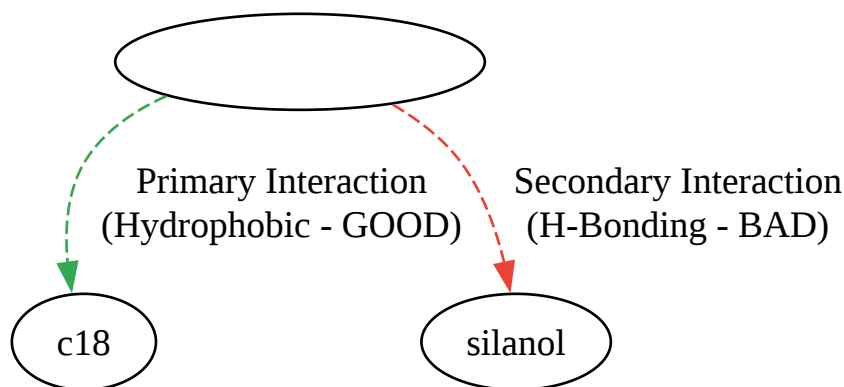 Primary Interaction
(Hydrophobic - GOOD)
Secondary Interaction
(H-Bonding - BAD)
c18
silanol